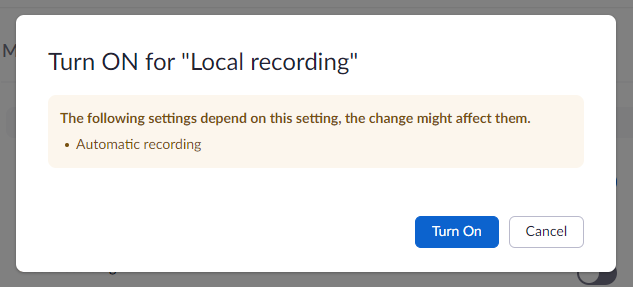 Turn ON for "Local recording"
The following settings depend on this setting, the change might affect them.
• Automatic recording
Turn On
Cancel